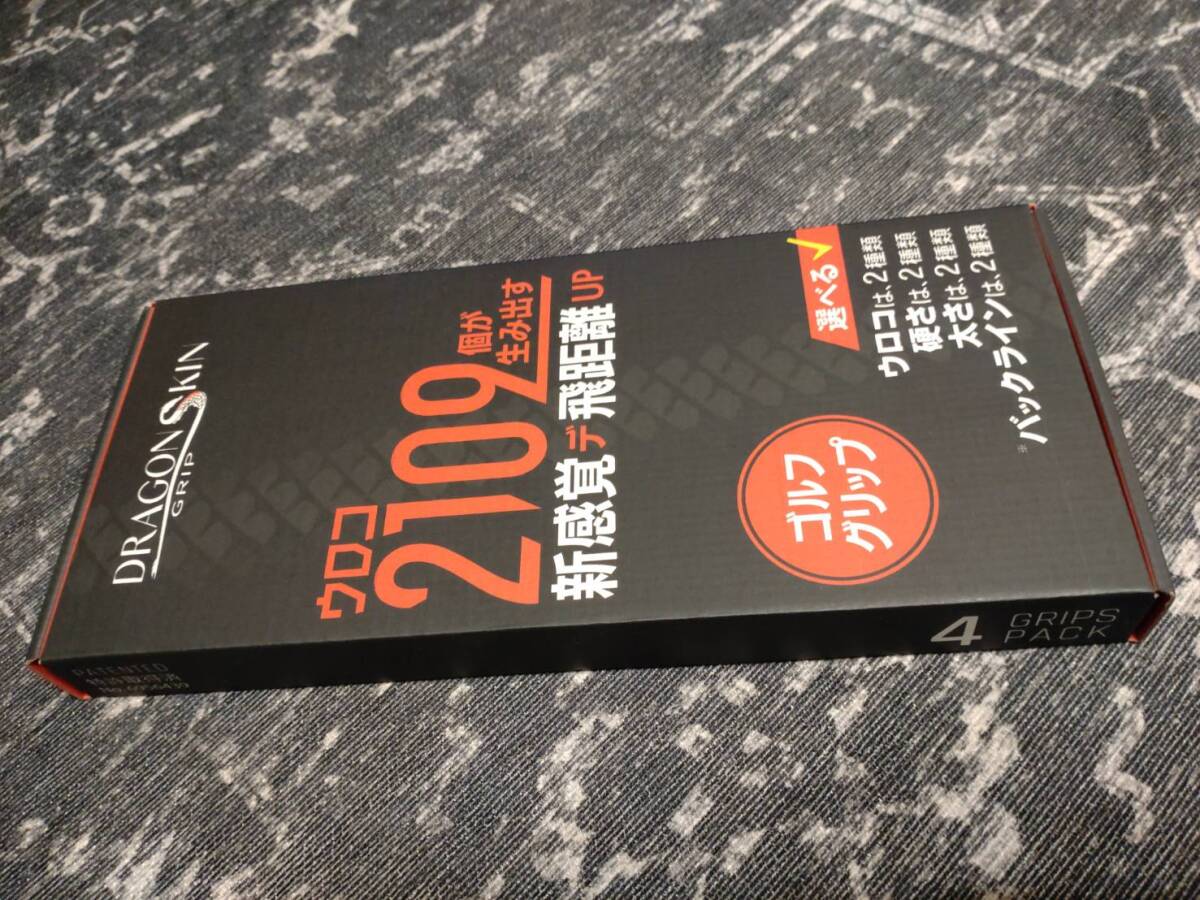 DRAGON SKIN
GRIP
ウロコ
2109
個が
生み出す
新感覚デ飛距離UP
ゴルフ
グリップ
選べる
ウロコは、2種類
硬さは、2種類
太さは、2種類
※バックラインは、2種類
4
GRIPS
PACK
PATENTED